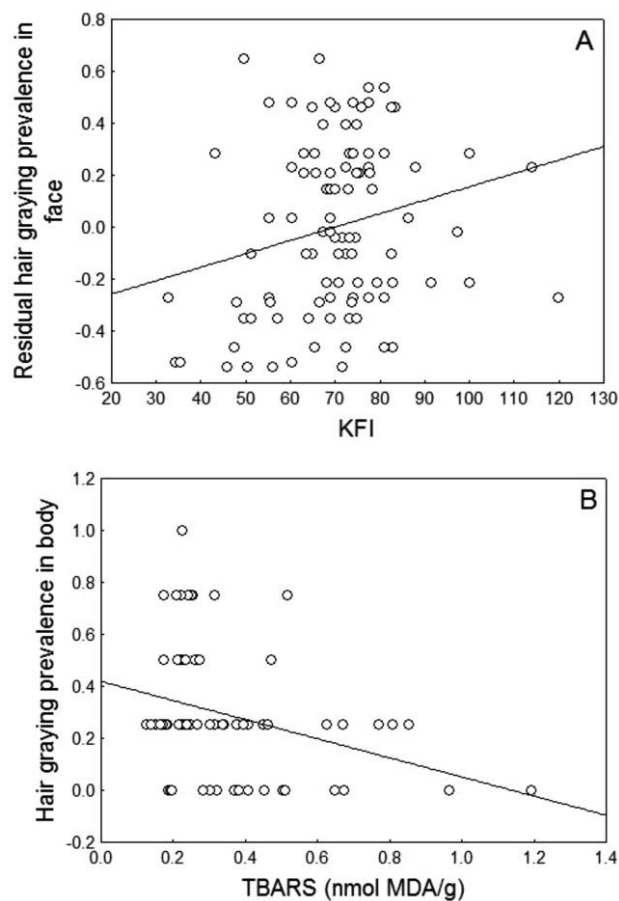 A
Residual hair graying prevalence in
face
0.8
0.6
0.4
0.2
0.0
-0.2
-0.4
-0.6
20 30 40 50 60 70 80 90 100 110 120 130
KFI
B
Hair graying prevalence in body
1.2
1.0
0.8
0.6
0.4
0.2
0.0
-0.2
0.0 0.2 0.4 0.6 0.8 1.0 1.2 1.4
TBARS (nmol MDA/g)